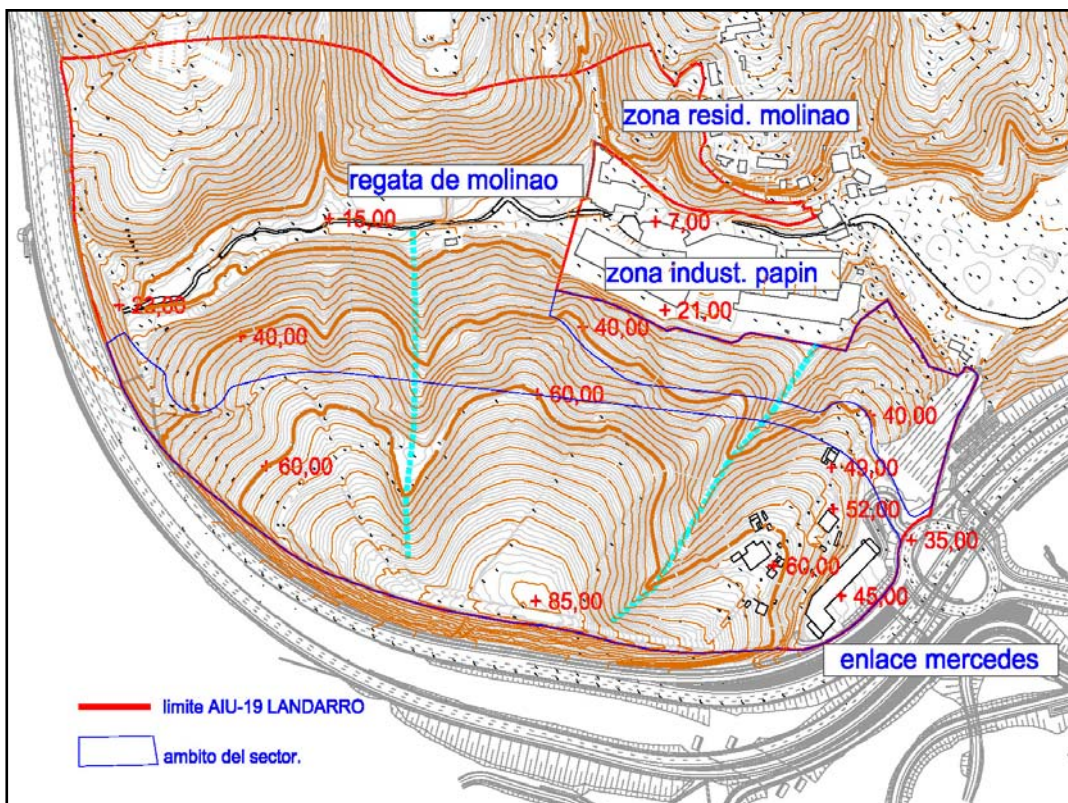 zona resid. molinao
regata de molinao
+ 15,00
+ 7,00
zona indust. papin
+ 21,00
+ 40,00
+ 40,00
+ 60,00
+ 40,00
+ 60,00
+ 49,00
+ 52,00
+ 35,00
+ 60,00
+ 85,00
+ 45,00
enlace mercedes
limite AIU-19 LANDARRO
ambito del sector.